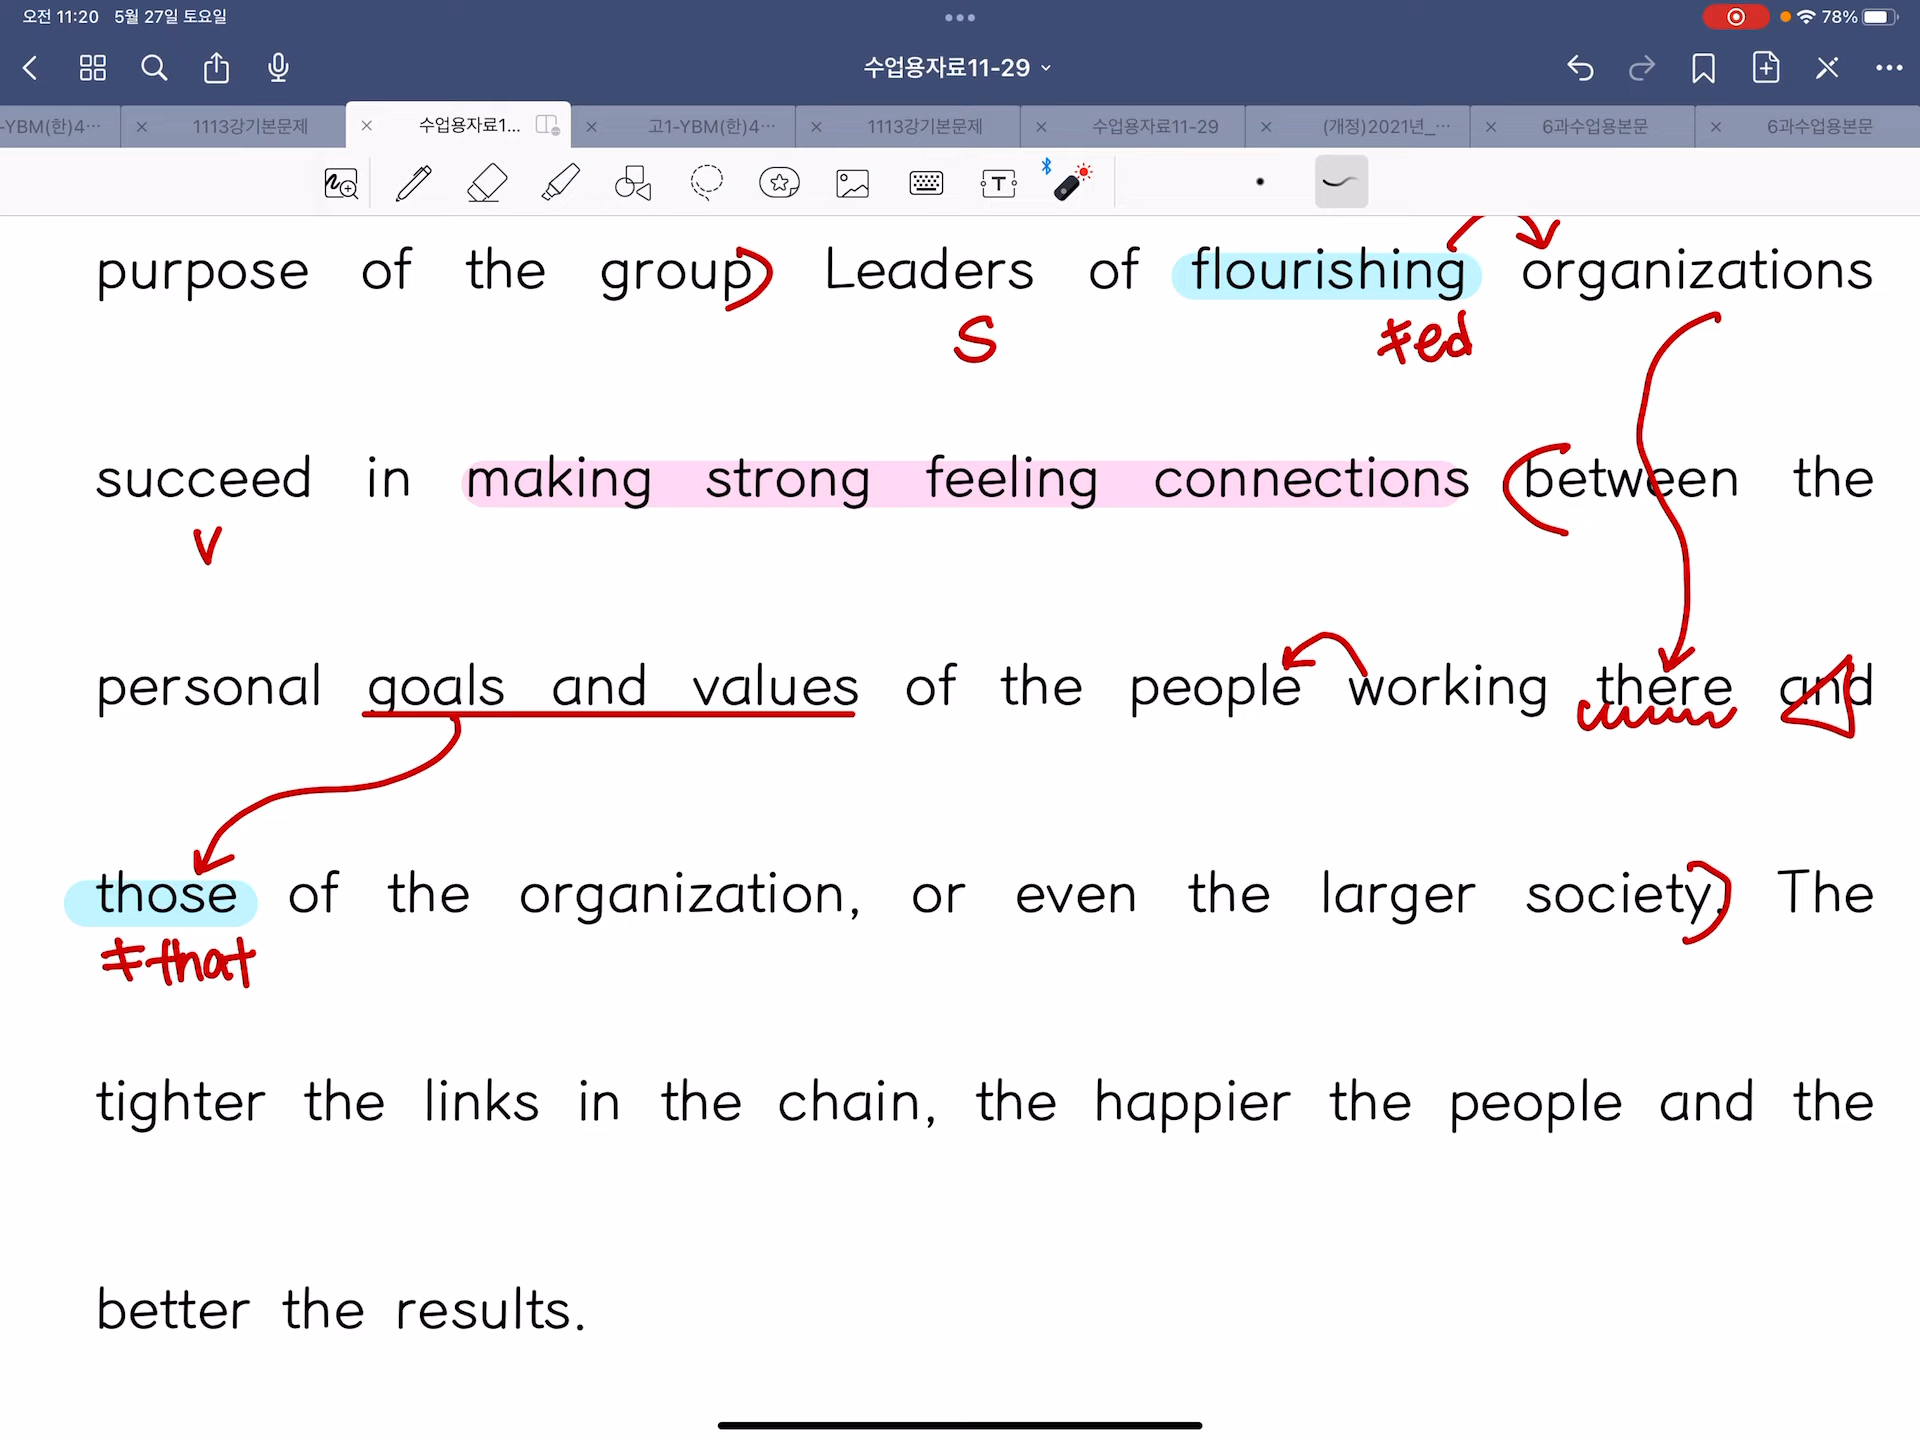 오전 11:20 5월 27일 토요일 78%
수업용자료11-29
-YBM(한)4… 1113강기본문제 수업용자료1... 고1-YBM(한)4… 1113강기본문제 수업용자료11-29 (개정)2021년_… 6과수업용본문 6과수업용본문
purpose of the group. Leaders of flourishing organizations
S ≠ed
succeed in making strong feeling connections between the
V
personal goals and values of the people working there and
those of the organization, or even the larger society. The
≠that
tighter the links in the chain, the happier the people and the
better the results.